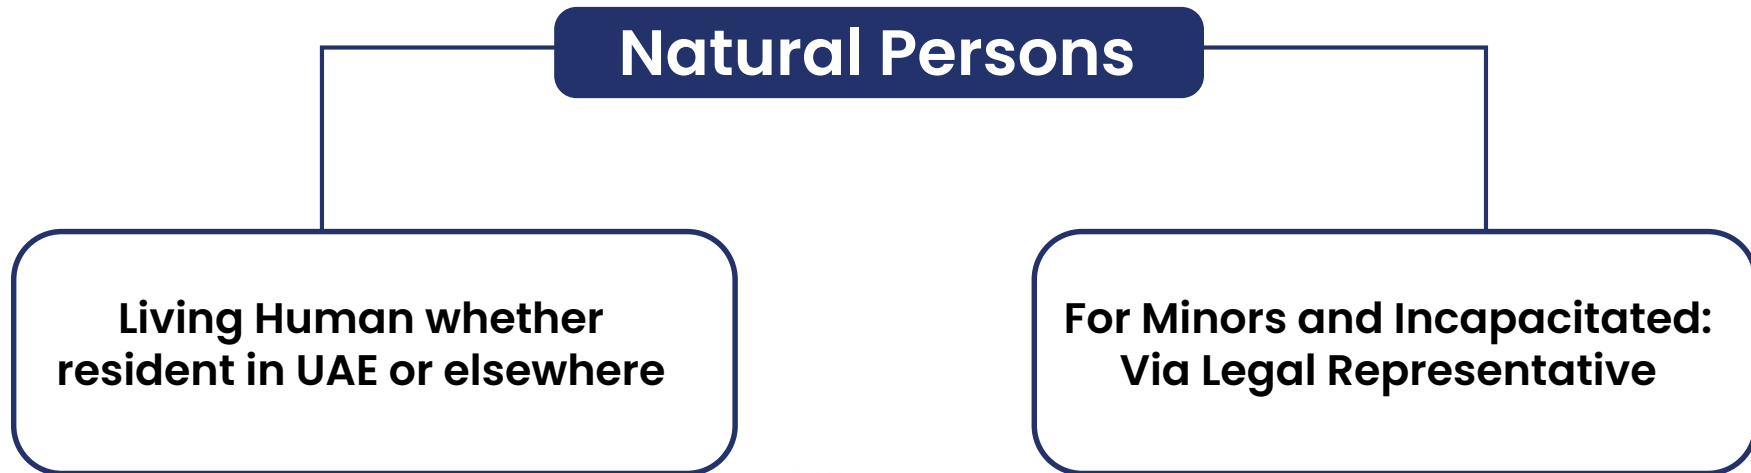 Natural Persons
Living Human whether
resident in UAE or elsewhere
For Minors and Incapacitated:
Via Legal Representative